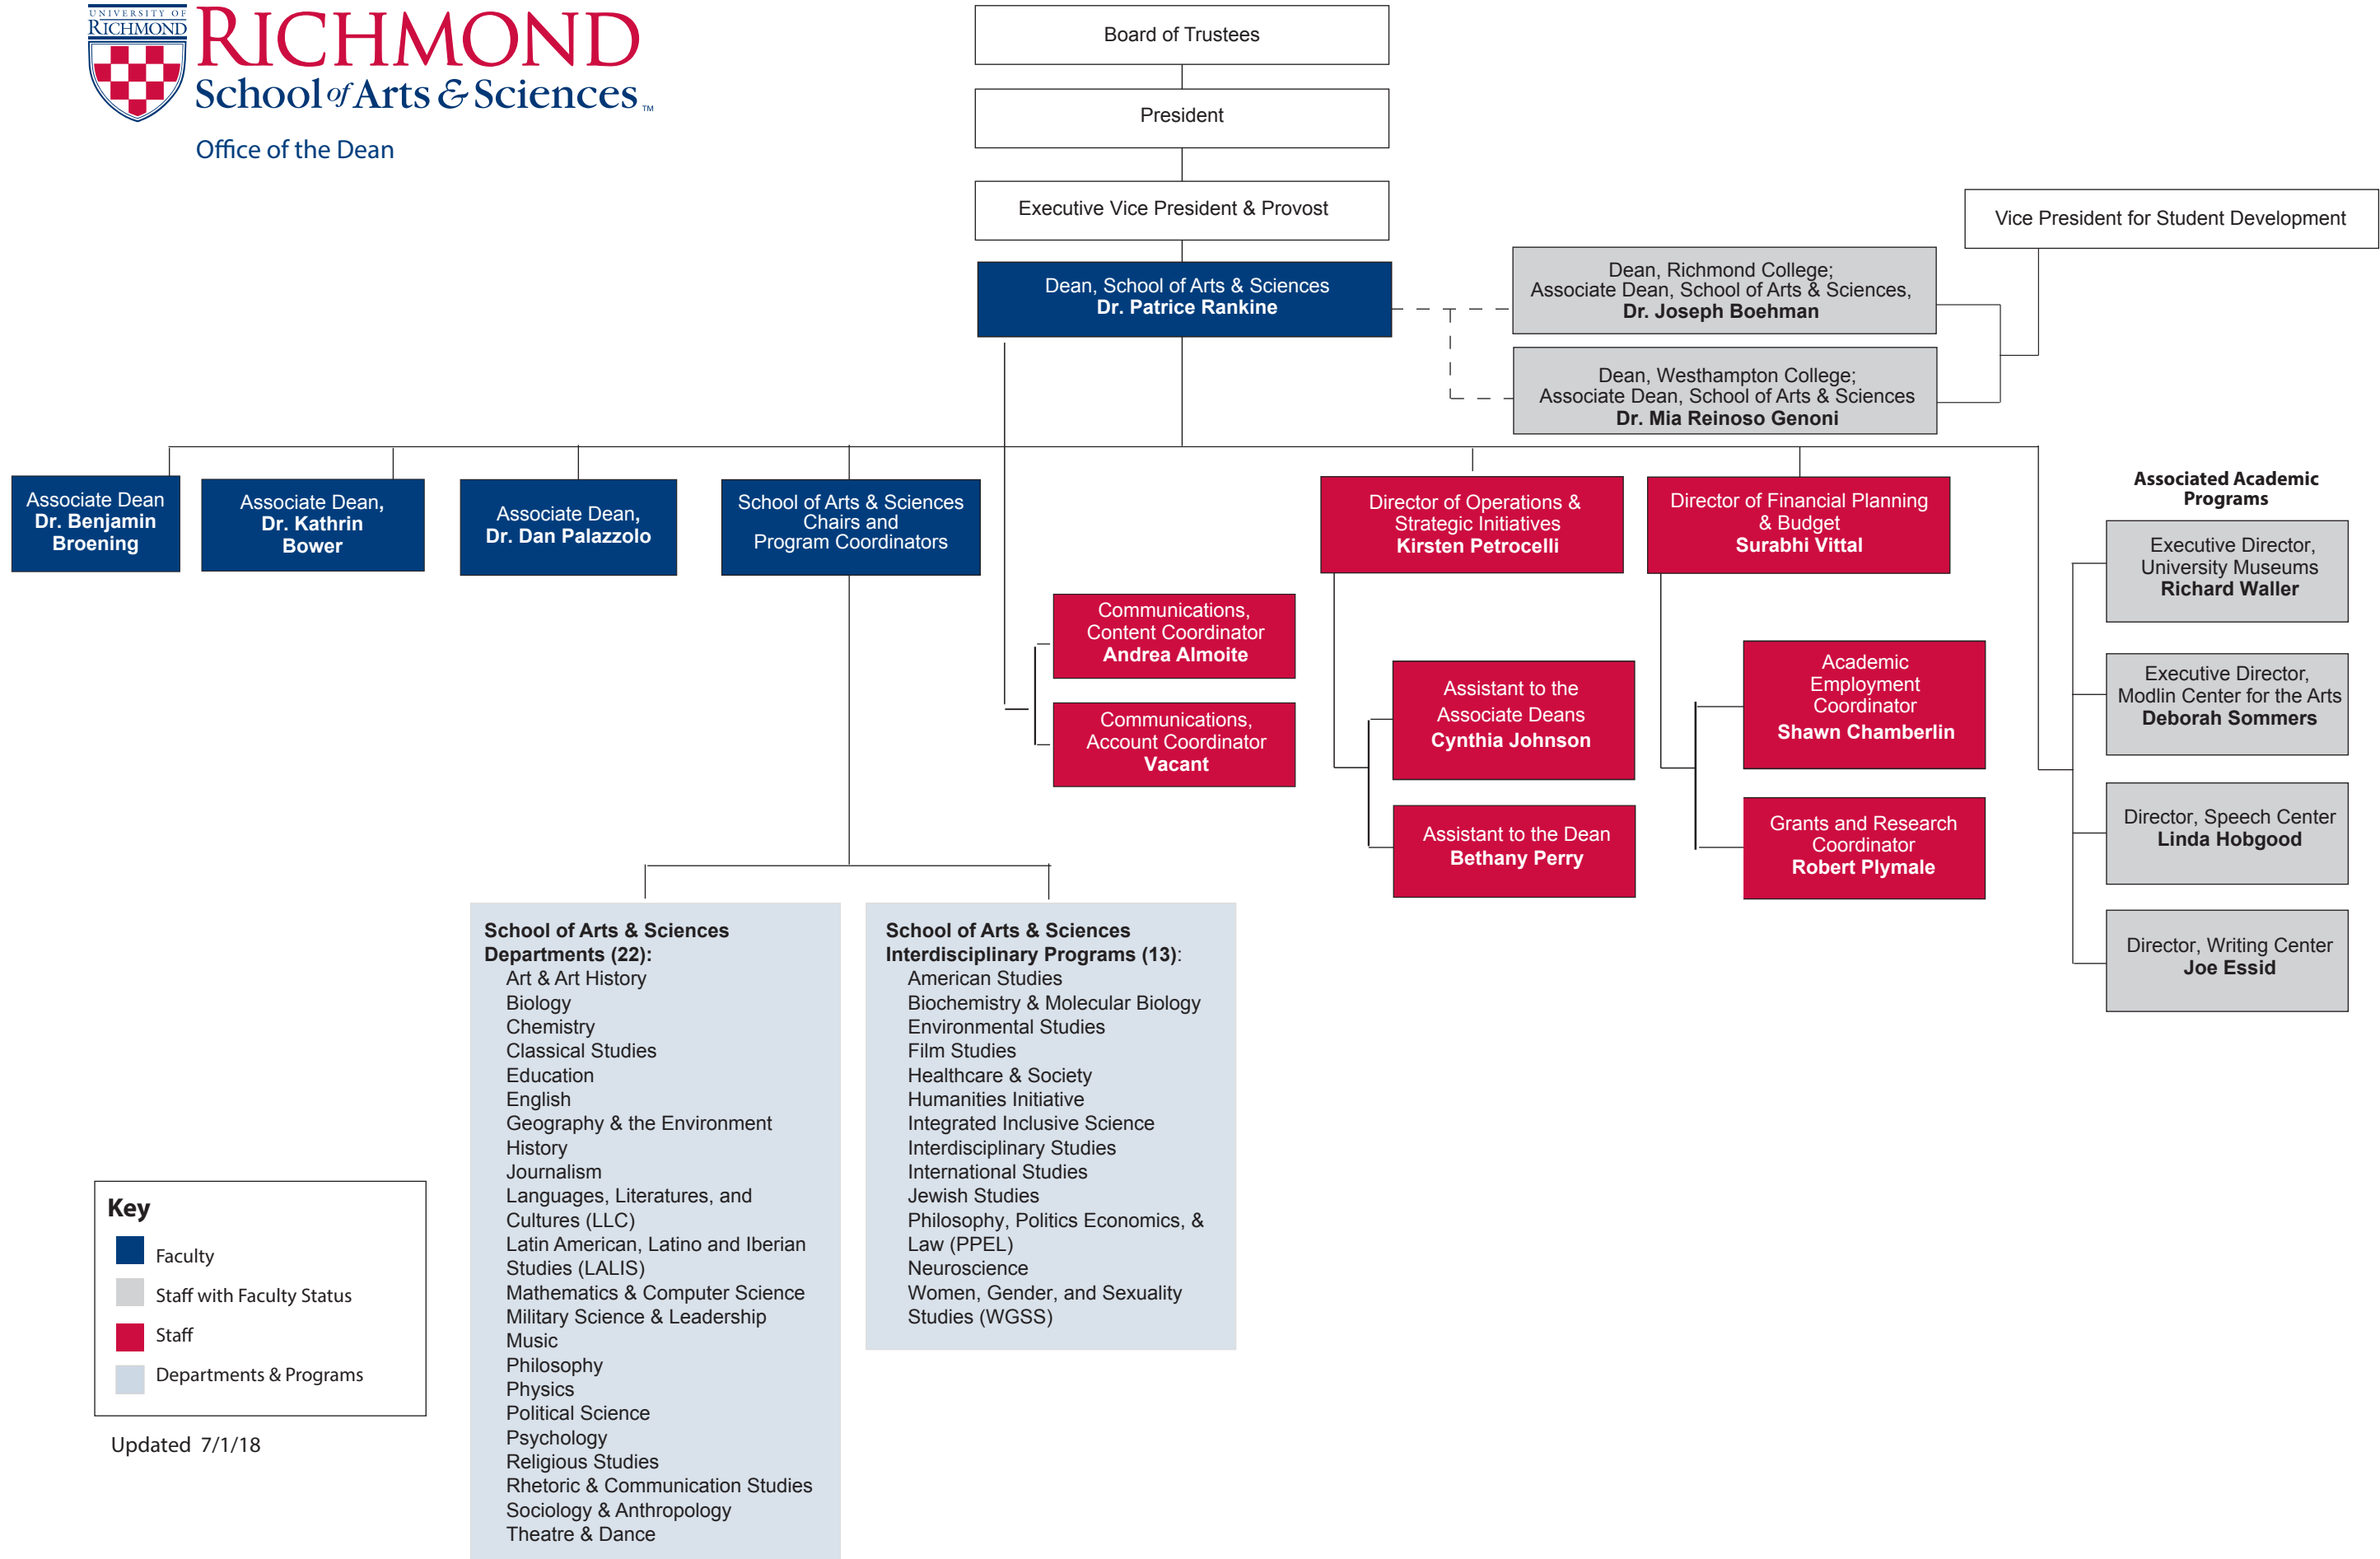 UNIVERSITY OF
RICHMOND
RICHMOND
School of Arts & Sciences ™
Office of the Dean
Board of Trustees
President
Executive Vice President & Provost
Vice President for Student Development
Dean, School of Arts & Sciences
Dr. Patrice Rankine
Dean, Richmond College;
Associate Dean, School of Arts & Sciences,
Dr. Joseph Boehman
Dean, Westhampton College;
Associate Dean, School of Arts & Sciences
Dr. Mia Reinoso Genoni
Associate Dean
Dr. Benjamin
Broening
Associate Dean,
Dr. Kathrin
Bower
Associate Dean,
Dr. Dan Palazzolo
School of Arts & Sciences
Chairs and
Program Coordinators
Director of Operations &
Strategic Initiatives
Kirsten Petrocelli
Director of Financial Planning
& Budget
Surabhi Vittal
Associated Academic
Programs
Executive Director,
University Museums
Richard Waller
Executive Director,
Modlin Center for the Arts
Deborah Sommers
Director, Speech Center
Linda Hobgood
Director, Writing Center
Joe Essid
Communications,
Content Coordinator
Andrea Almoite
Communications,
Account Coordinator
Vacant
Assistant to the
Associate Deans
Cynthia Johnson
Assistant to the Dean
Bethany Perry
Academic
Employment
Coordinator
Shawn Chamberlin
Grants and Research
Coordinator
Robert Plymale
School of Arts & Sciences
Departments (22):
Art & Art History
Biology
Chemistry
Classical Studies
Education
English
Geography & the Environment
History
Journalism
Languages, Literatures, and
Cultures (LLC)
Latin American, Latino and Iberian
Studies (LALIS)
Mathematics & Computer Science
Military Science & Leadership
Music
Philosophy
Physics
Political Science
Psychology
Religious Studies
Rhetoric & Communication Studies
Sociology & Anthropology
Theatre & Dance
School of Arts & Sciences
Interdisciplinary Programs (13):
American Studies
Biochemistry & Molecular Biology
Environmental Studies
Film Studies
Healthcare & Society
Humanities Initiative
Integrated Inclusive Science
Interdisciplinary Studies
International Studies
Jewish Studies
Philosophy, Politics Economics, &
Law (PPEL)
Neuroscience
Women, Gender, and Sexuality
Studies (WGSS)
Key
Faculty
Staff with Faculty Status
Staff
Departments & Programs
Updated 7/1/18